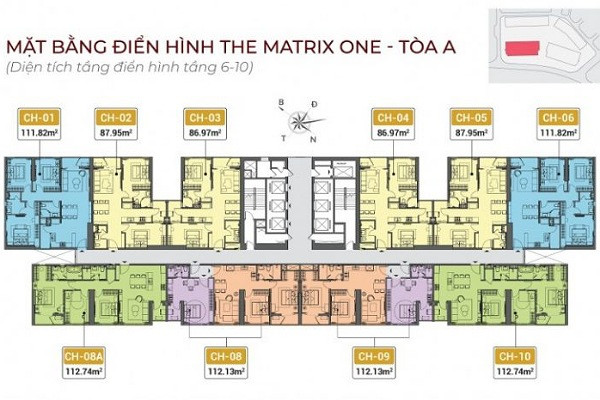 MẶT BẰNG ĐIỂN HÌNH THE MATRIX ONE - TÒA A
(Diện tích tầng điển hình tầng 6-10)
B Đ
T N
CH-01
111.82m²
CH-02
87.95m²
CH-03
86.97m²
CH-04
86.97m²
CH-05
87.95m²
CH-06
111.82m²
CH-08A
112.74m²
CH-08
112.13m²
CH-09
112.13m²
CH-10
112.74m²